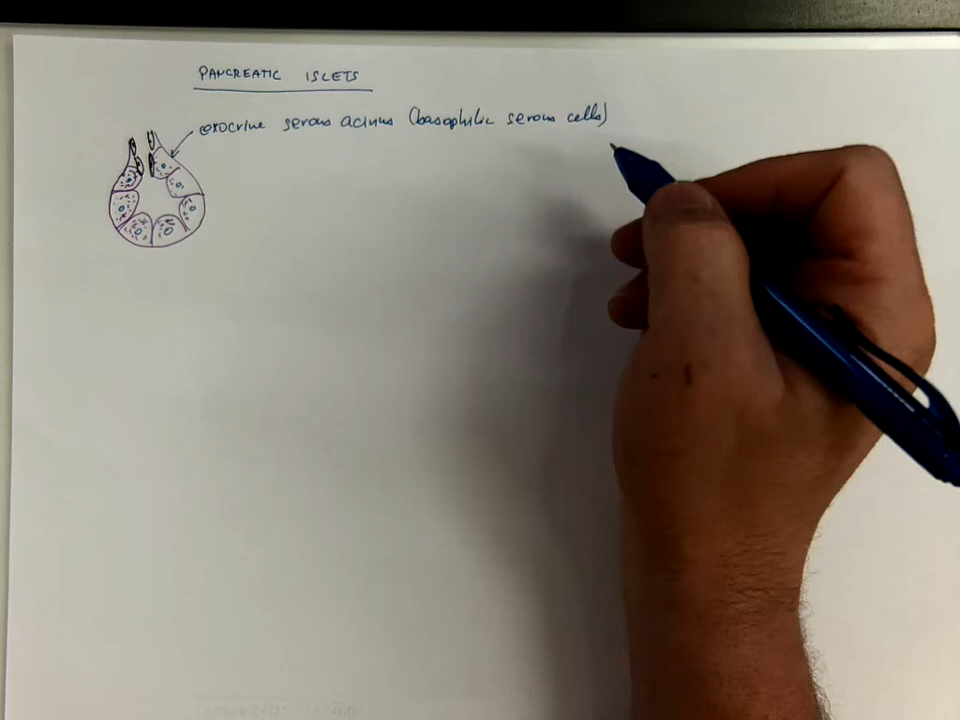 PANCREATIC ISLETS
exocrine serous acinus (basophilic serous cells)